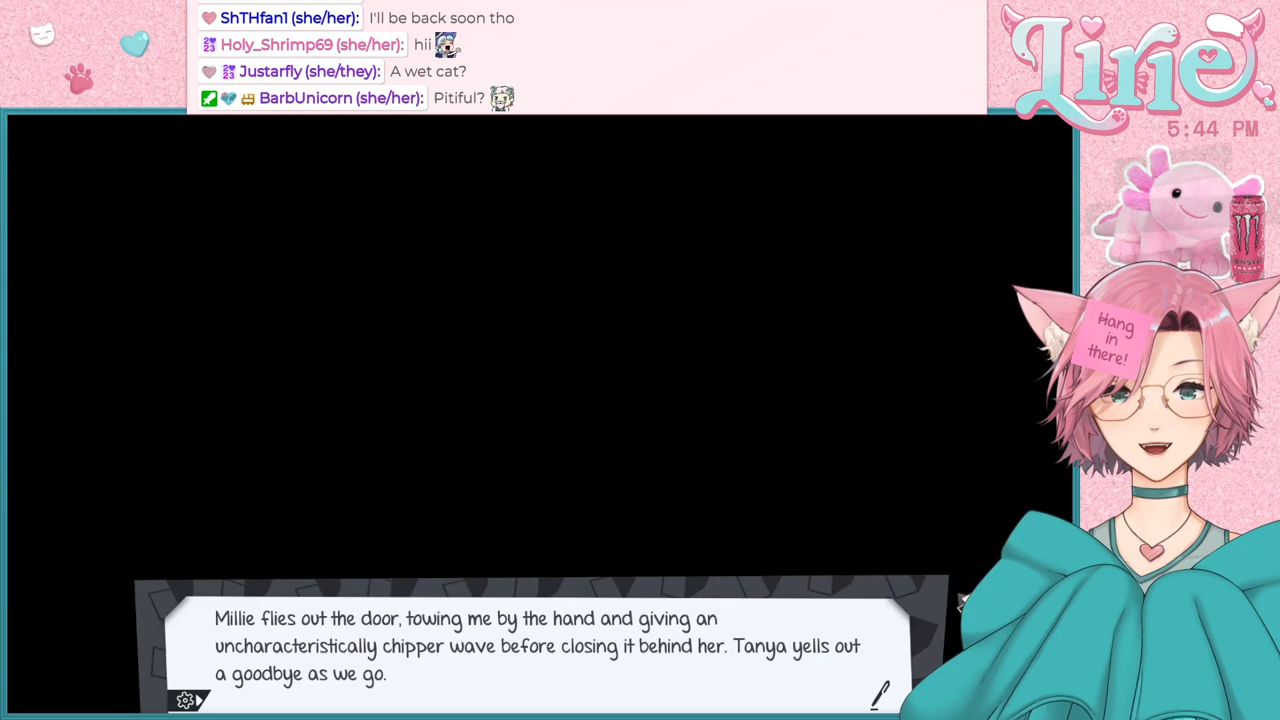 ShTHfan1 (she/her): I'll be back soon tho
Holy_Shrimp69 (she/her): hii
Justarfly (she/they): A wet cat?
BarbUnicorn (she/her): Pitiful?
Lirie
5:44 PM
Hang
in
there!
Millie flies out the door, towing me by the hand and giving an
uncharacteristically chipper wave before closing it behind her. Tanya yells out
a goodbye as we go.